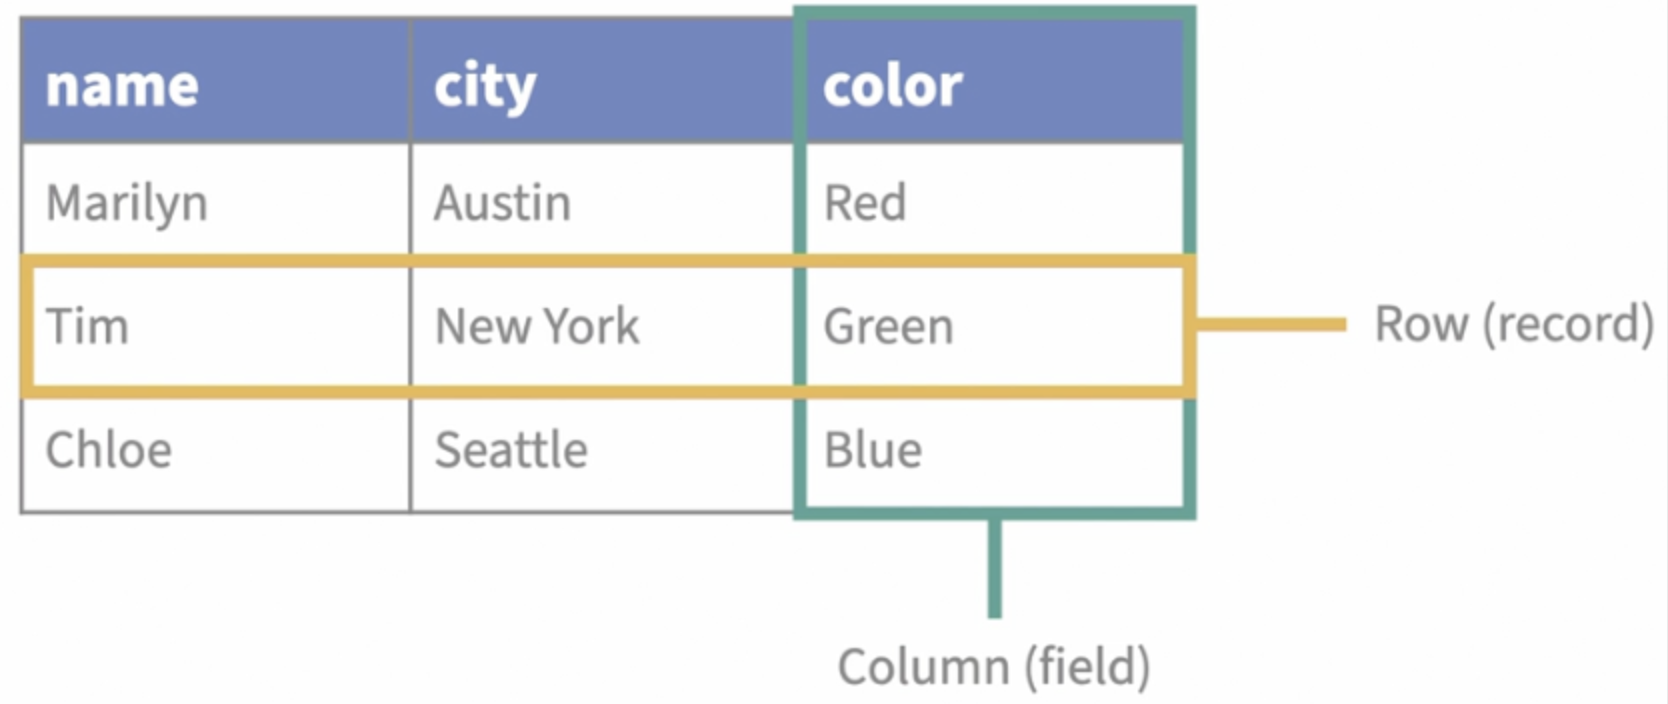 name city color
Marilyn Austin Red
Tim New York Green Row (record)
Chloe Seattle Blue
Column (field)